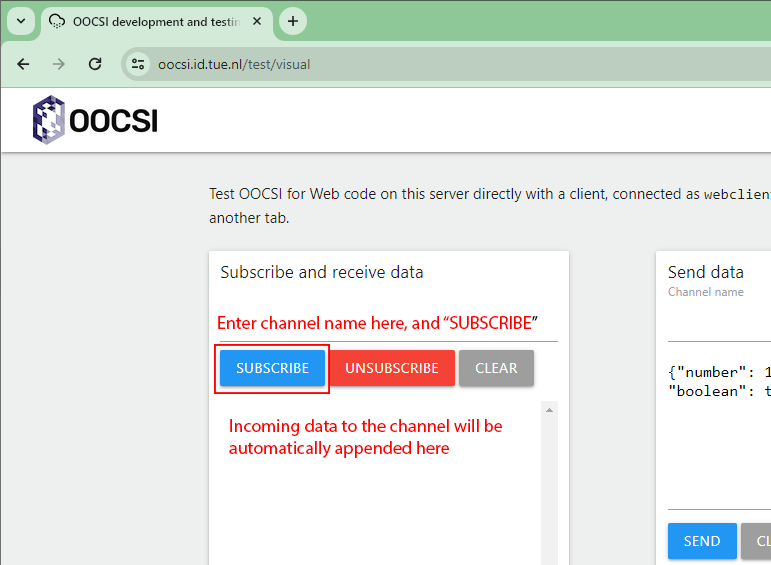 OOCSI development and testin
oocsi.id.tue.nl/test/visual
OOCSI
Test OOCSI for Web code on this server directly with a client, connected as webclien
another tab.
Subscribe and receive data
Enter channel name here, and “SUBSCRIBE”
SUBSCRIBE
UNSUBSCRIBE
CLEAR
Incoming data to the channel will be
automatically appended here
Send data
Channel name
{"number": 1
"boolean": t
SEND
CL